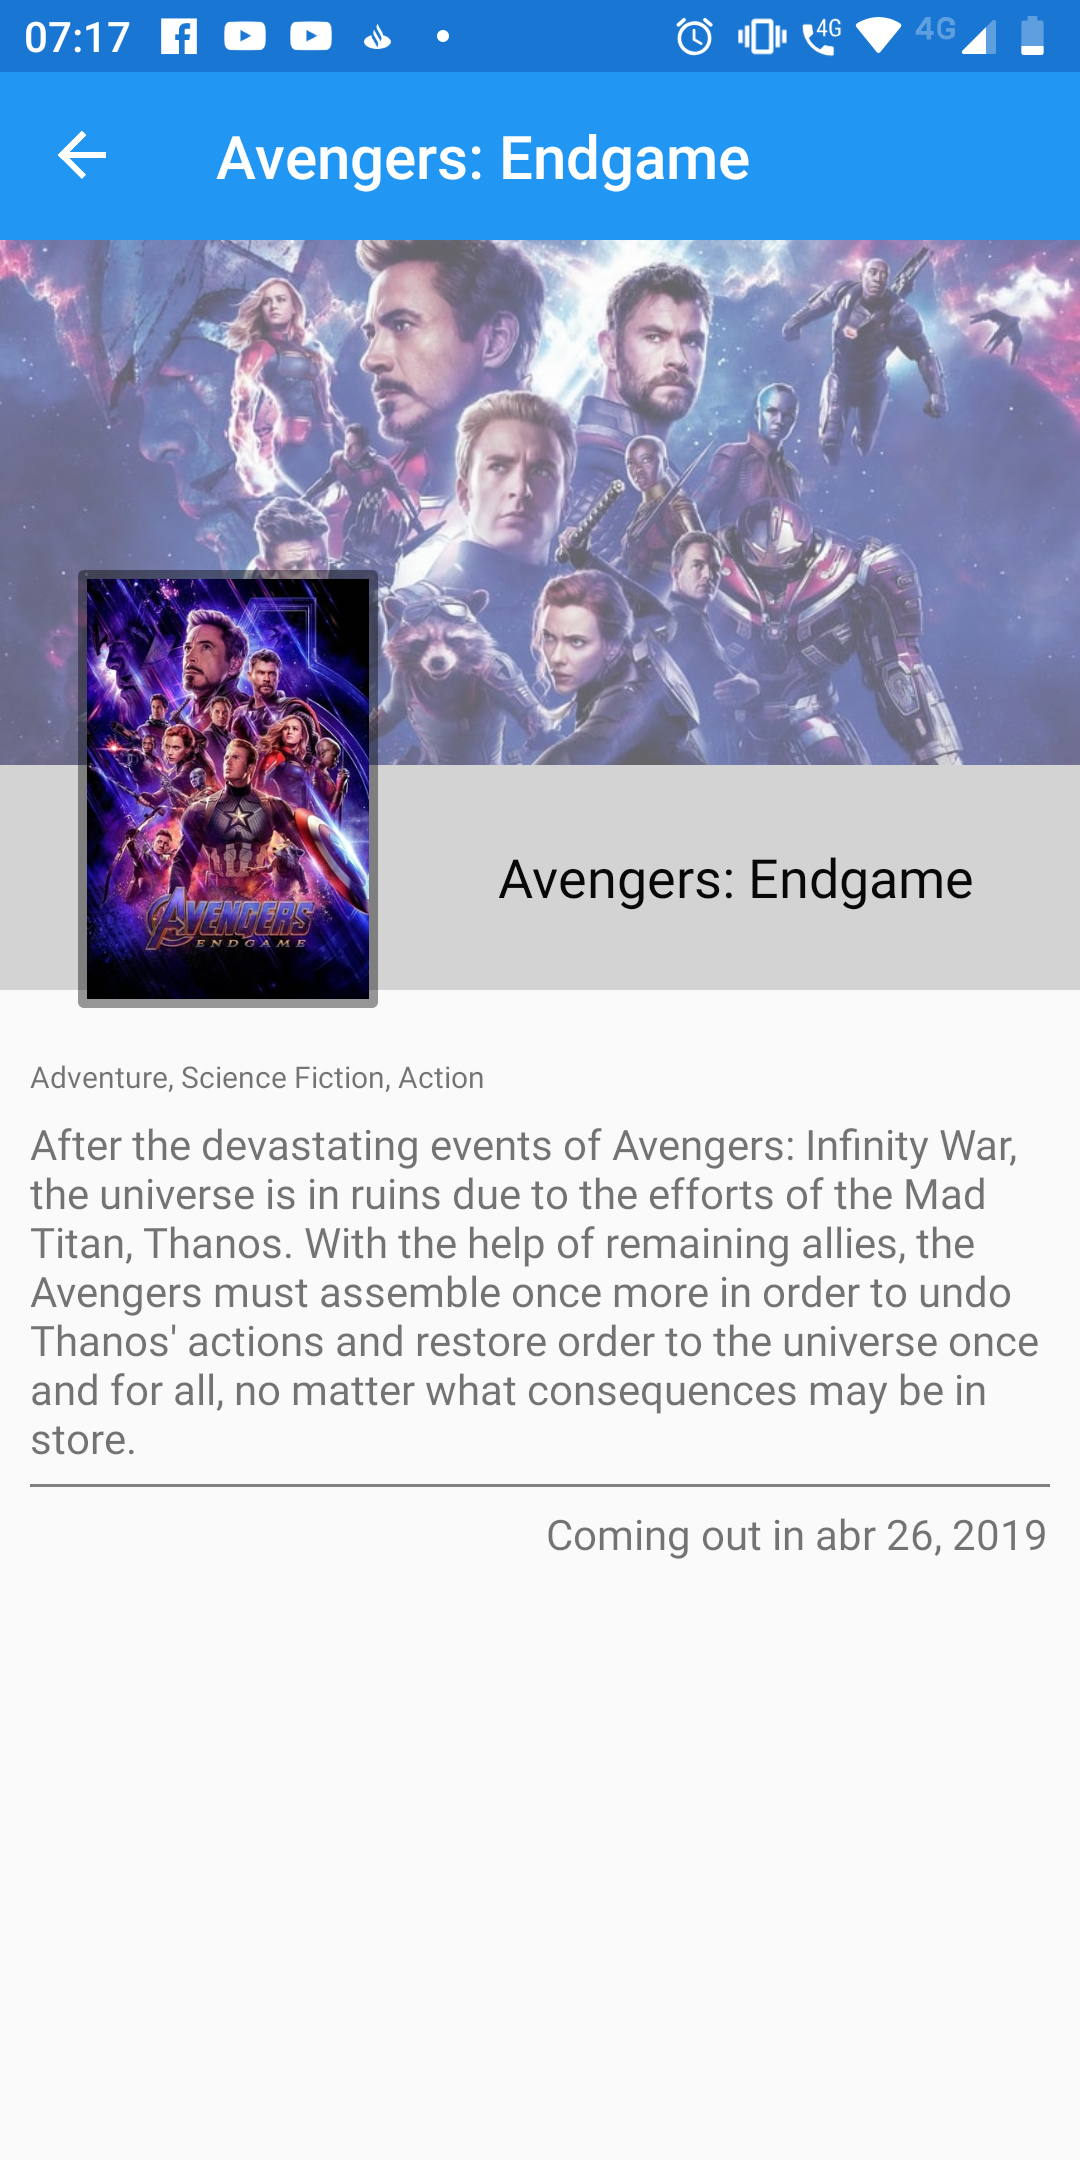 07:17
4G
4G
Avengers: Endgame
AVENGERS
ENDGAME
Avengers: Endgame
Adventure, Science Fiction, Action
After the devastating events of Avengers: Infinity War,
the universe is in ruins due to the efforts of the Mad
Titan, Thanos. With the help of remaining allies, the
Avengers must assemble once more in order to undo
Thanos' actions and restore order to the universe once
and for all, no matter what consequences may be in
store.
Coming out in abr 26, 2019